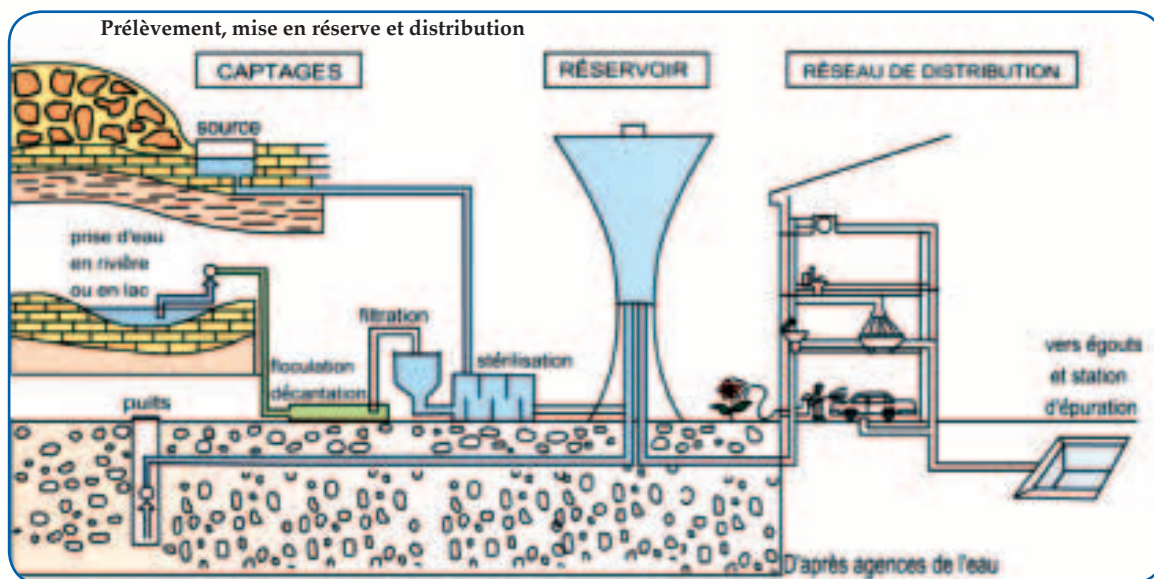 Prélèvement, mise en réserve et distribution
CAPTAGES
RÉSERVOIR
RÉSEAU DE DISTRIBUTION
source
prise d'eau
en rivière
ou en lac
filtration
floculation
décantation
stérilisation
puits
vers égouts
et station
d'épuration
D'après agences de l'eau